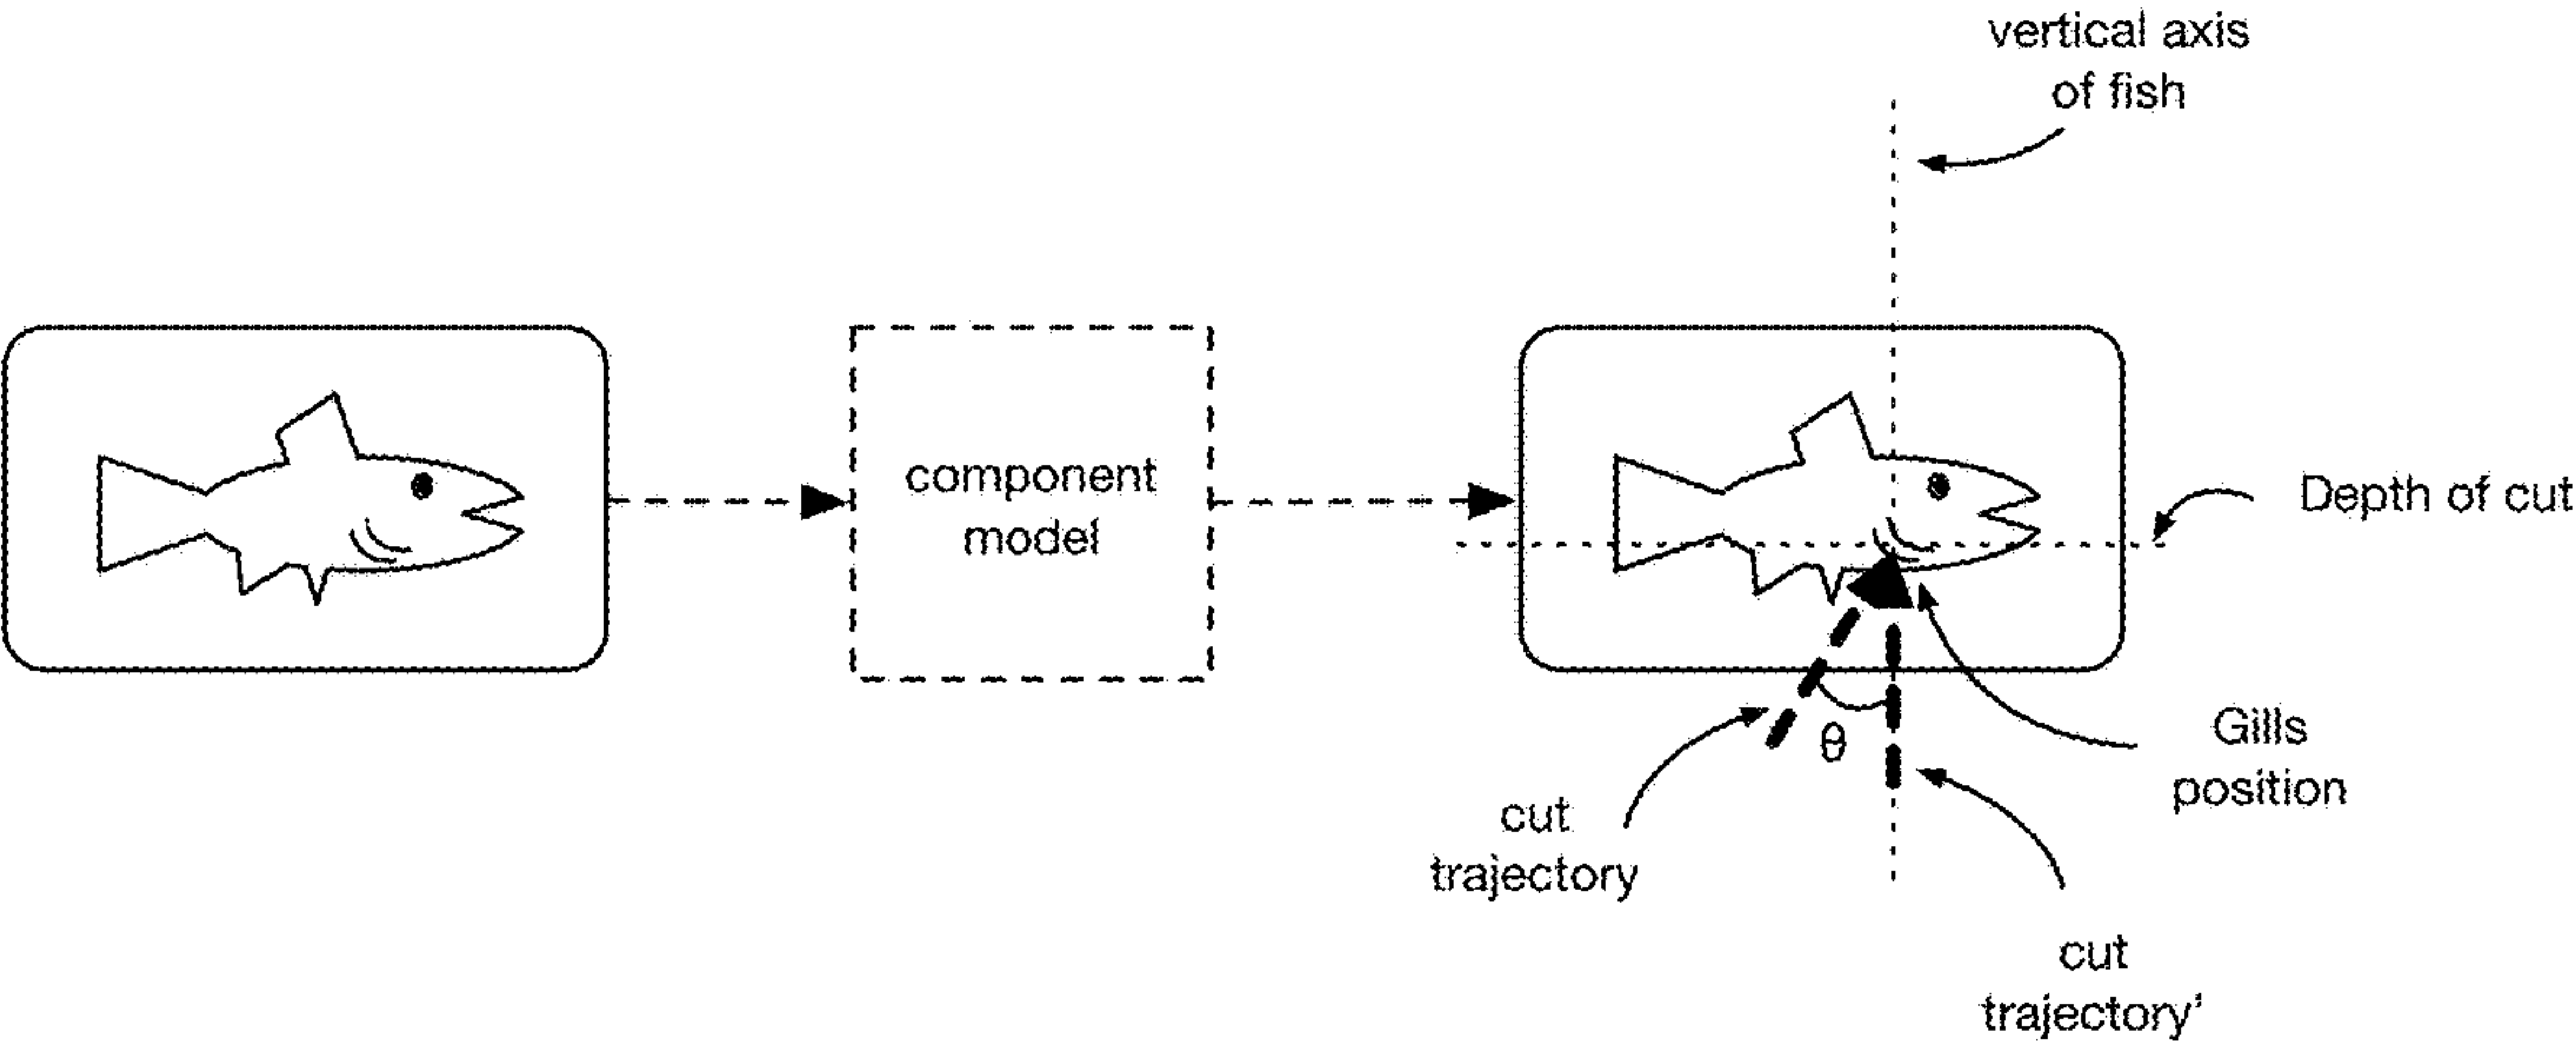 vertical axis
of fish
component
model
Depth of cut
θ
Gills
position
cut
trajectory
cut
trajectory'